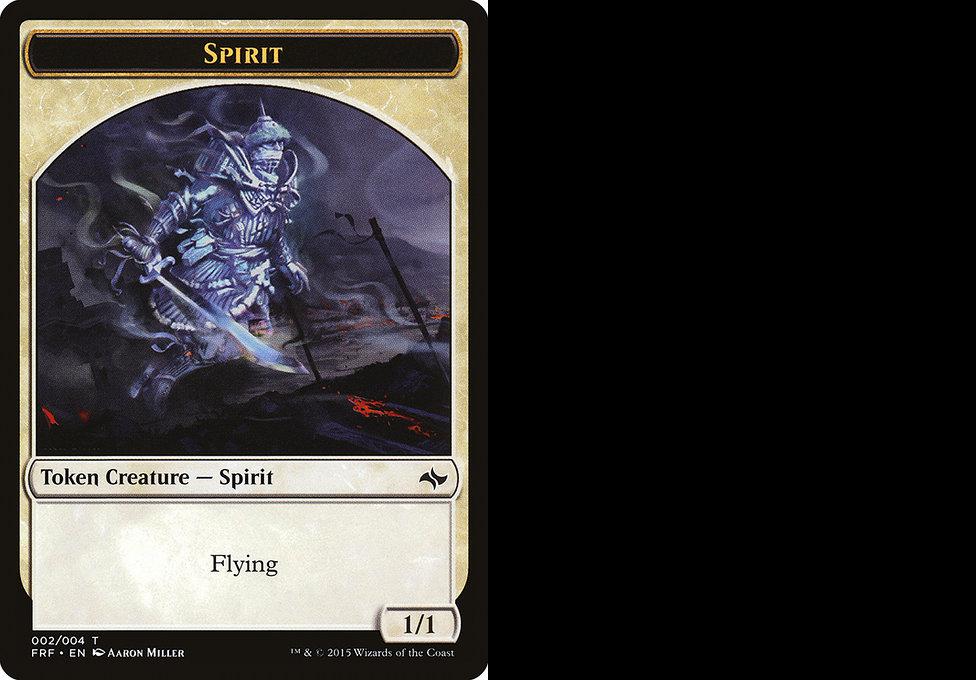 Spirit
Token Creature — Spirit
Flying
1/1
002/004 T
FRF • EN Aaron Miller
™ & © 2015 Wizards of the Coast